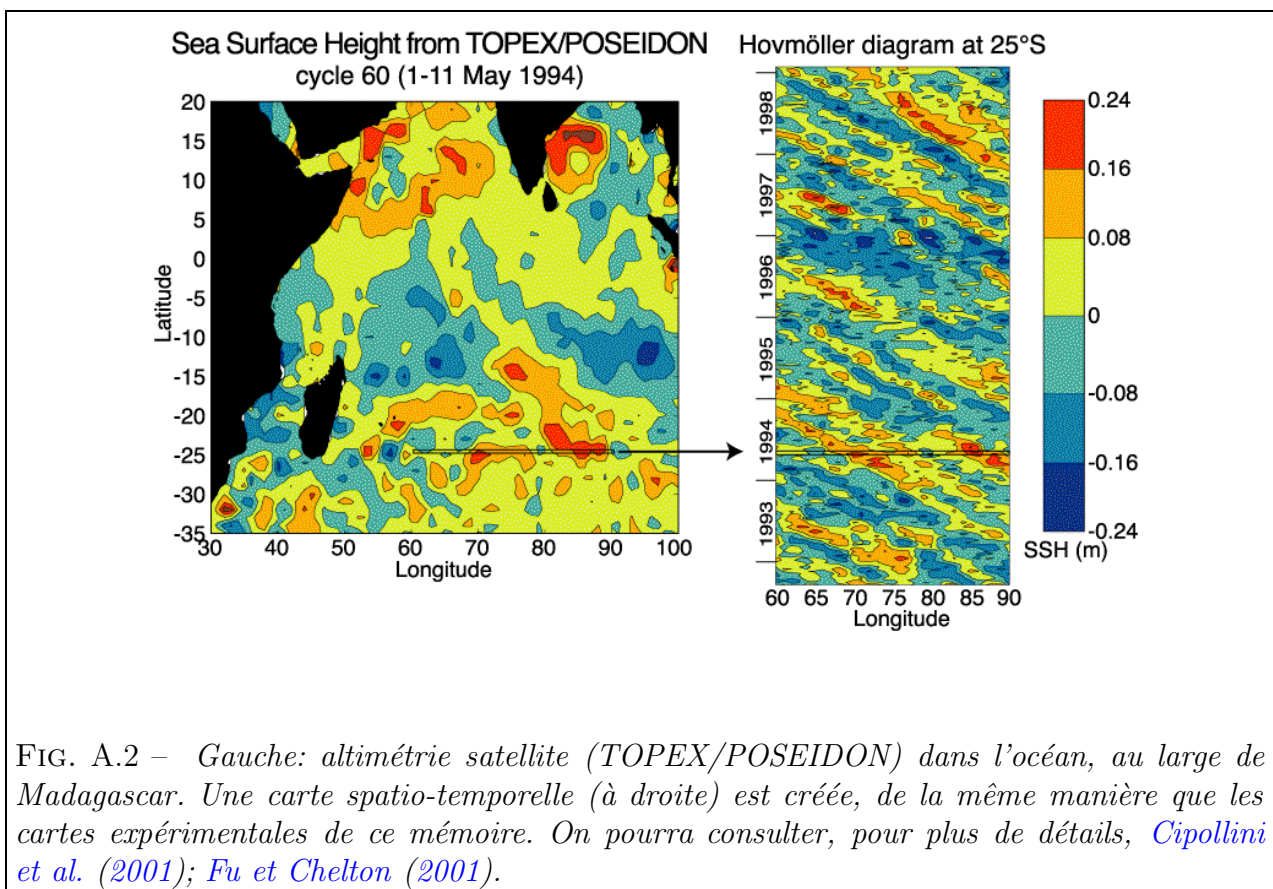 Sea Surface Height from TOPEX/POSEIDON
cycle 60 (1-11 May 1994)
Latitude
20
15
10
5
0
-5
-10
-15
-20
-25
-30
-35
30 40 50 60 70 80 90 100
Longitude
Hovmöller diagram at 25°S
1998
1997
1996
1995
1994
1993
60 65 70 75 80 85 90
Longitude
0.24
0.16
0.08
0
-0.08
-0.16
-0.24
SSH (m)
FIG. A.2 – Gauche: altimétrie satellite (TOPEX/POSEIDON) dans l'océan, au large de
Madagascar. Une carte spatio-temporelle (à droite) est créée, de la même manière que les
cartes expérimentales de ce mémoire. On pourra consulter, pour plus de détails, Cipollini
et al. (2001); Fu et Chelton (2001).